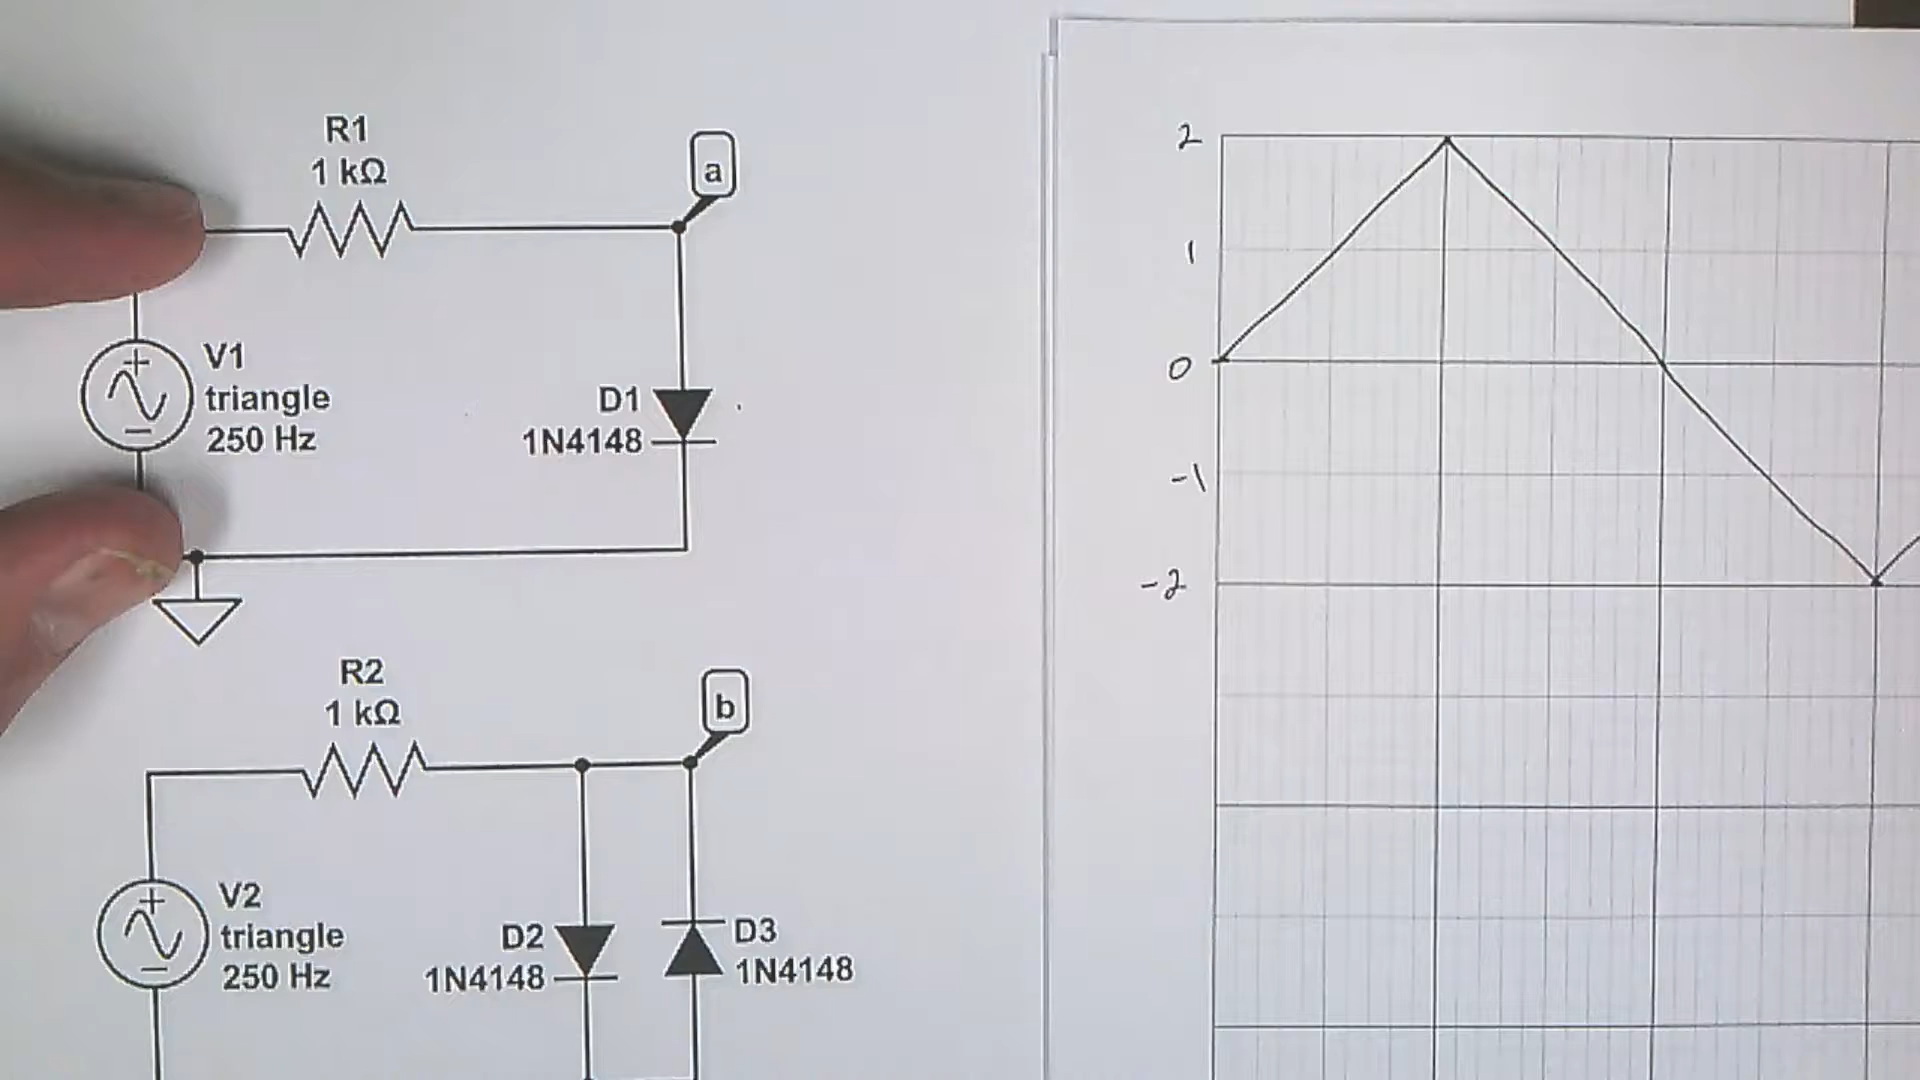 R1
1 kΩ
a
V1
triangle
250 Hz
D1
1N4148
R2
1 kΩ
b
V2
triangle
250 Hz
D2
1N4148
D3
1N4148
2
1
0
-1
-2